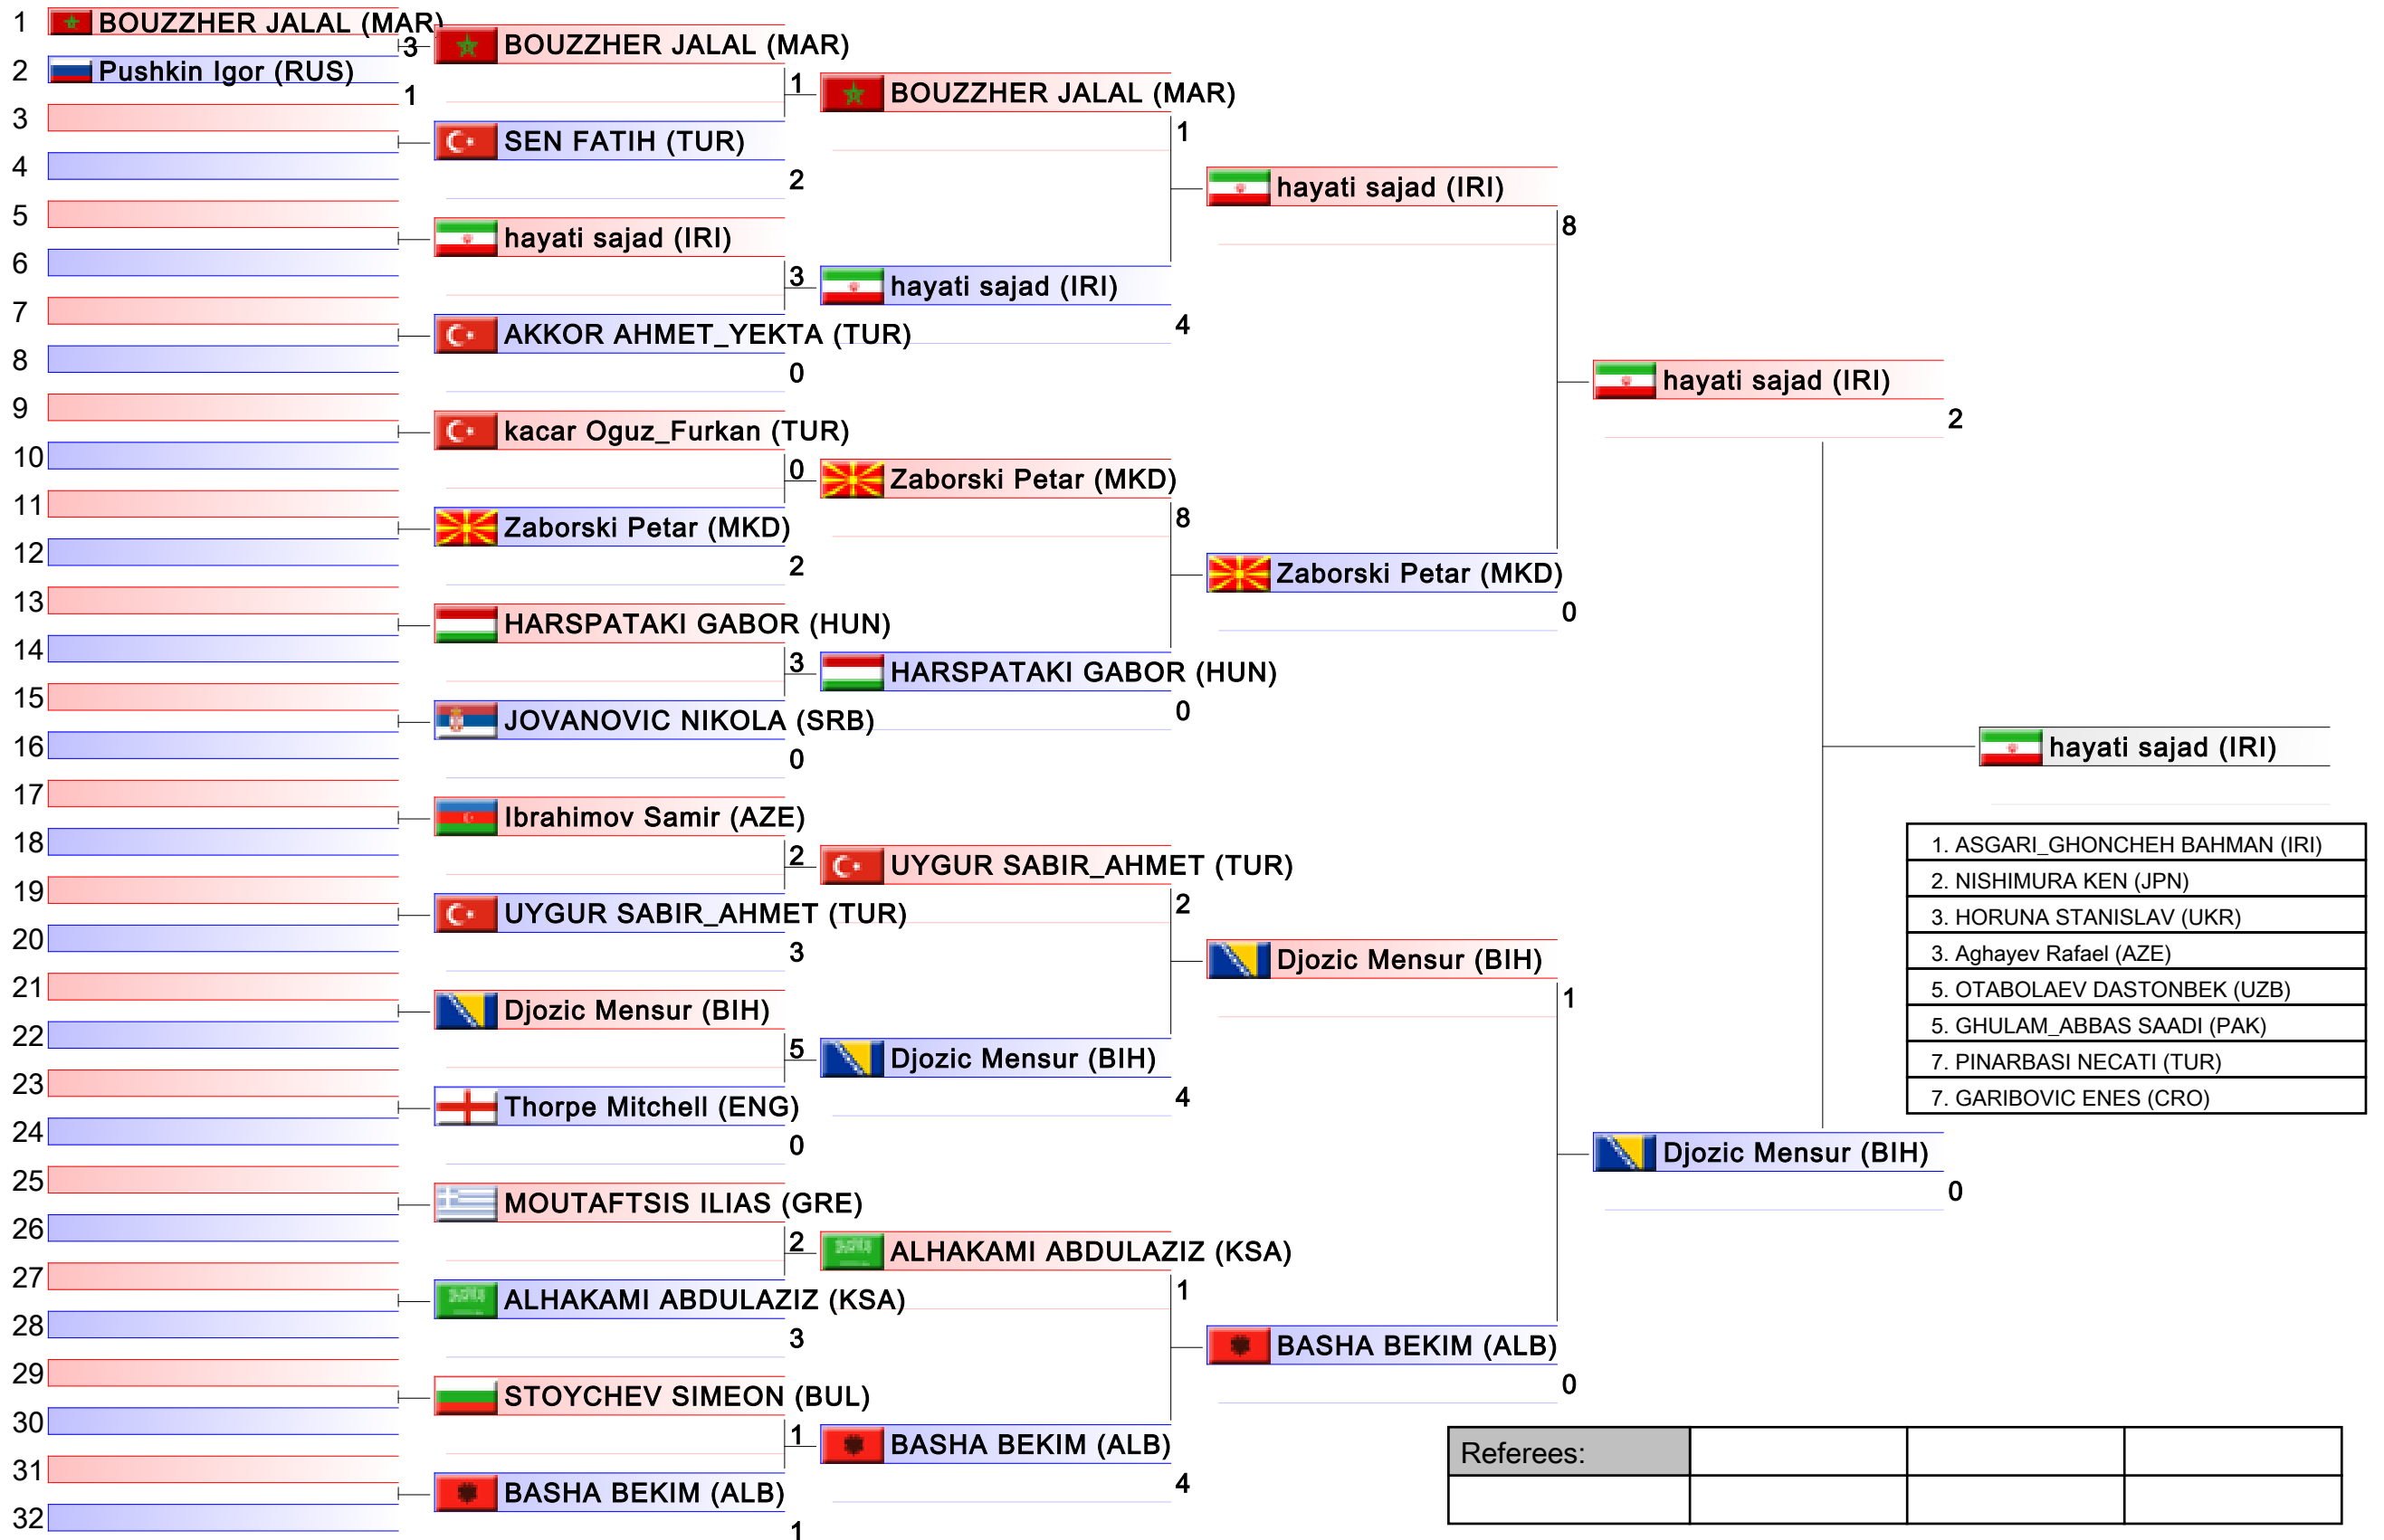 1 BOUZZHER JALAL (MAR)
3
2 Pushkin Igor (RUS)
1
3
4
5
6
7
8
9
10
11
12
13
14
15
16
17
18
19
20
21
22
23
24
25
26
27
28
29
30
31
32
BOUZZHER JALAL (MAR)
1
SEN FATIH (TUR)
2
hayati sajad (IRI)
3
AKKOR AHMET_YEKTA (TUR)
0
kacar Oguz_Furkan (TUR)
0
Zaborski Petar (MKD)
2
HARSPATAKI GABOR (HUN)
3
JOVANOVIC NIKOLA (SRB)
0
Ibrahimov Samir (AZE)
2
UYGUR SABIR_AHMET (TUR)
3
Djozic Mensur (BIH)
5
Thorpe Mitchell (ENG)
0
MOUTAFTSIS ILIAS (GRE)
2
ALHAKAMI ABDULAZIZ (KSA)
3
STOYCHEV SIMEON (BUL)
1
BASHA BEKIM (ALB)
1
BOUZZHER JALAL (MAR)
1
hayati sajad (IRI)
4
Zaborski Petar (MKD)
8
HARSPATAKI GABOR (HUN)
0
UYGUR SABIR_AHMET (TUR)
2
Djozic Mensur (BIH)
4
ALHAKAMI ABDULAZIZ (KSA)
1
BASHA BEKIM (ALB)
4
hayati sajad (IRI)
8
Zaborski Petar (MKD)
0
Djozic Mensur (BIH)
1
BASHA BEKIM (ALB)
0
hayati sajad (IRI)
2
Djozic Mensur (BIH)
0
hayati sajad (IRI)
1. ASGARI_GHONCHEH BAHMAN (IRI)
2. NISHIMURA KEN (JPN)
3. HORUNA STANISLAV (UKR)
3. Aghayev Rafael (AZE)
5. OTABOLAEV DASTONBEK (UZB)
5. GHULAM_ABBAS SAADI (PAK)
7. PINARBASI NECATI (TUR)
7. GARIBOVIC ENES (CRO)
Referees: